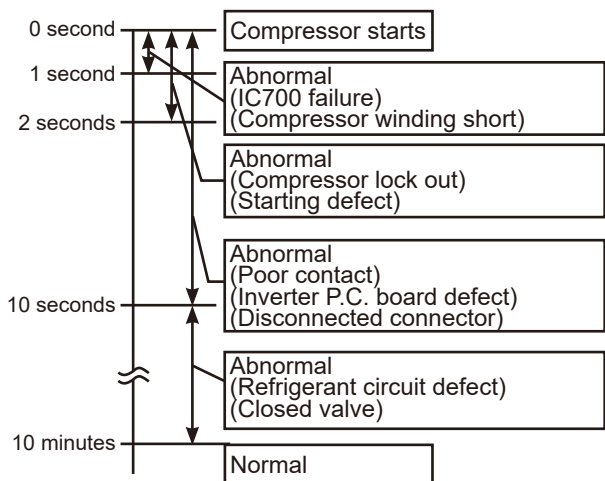 0 second
Compressor starts
1 second
Abnormal
(IC700 failure)
(Compressor winding short)
2 seconds
Abnormal
(Compressor lock out)
(Starting defect)
Abnormal
(Poor contact)
(Inverter P.C. board defect)
(Disconnected connector)
10 seconds
Abnormal
(Refrigerant circuit defect)
(Closed valve)
10 minutes
Normal